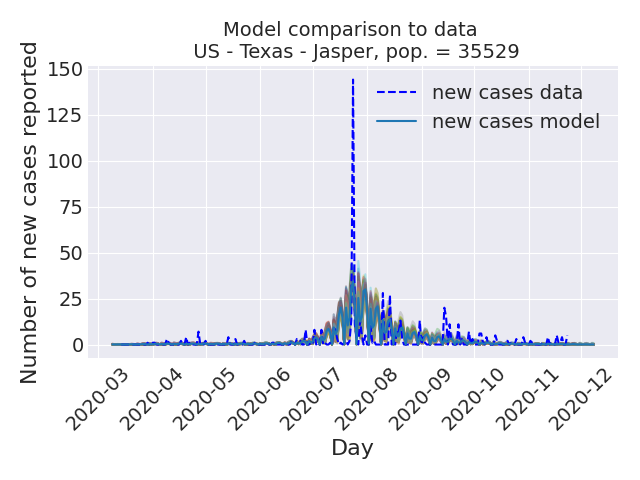 Model comparison to data
US - Texas - Jasper, pop. = 35529
Number of new cases reported
150
125
100
75
50
25
0
new cases data
new cases model
2020-03
2020-04
2020-05
2020-06
2020-07
2020-08
2020-09
2020-10
2020-11
2020-12
Day